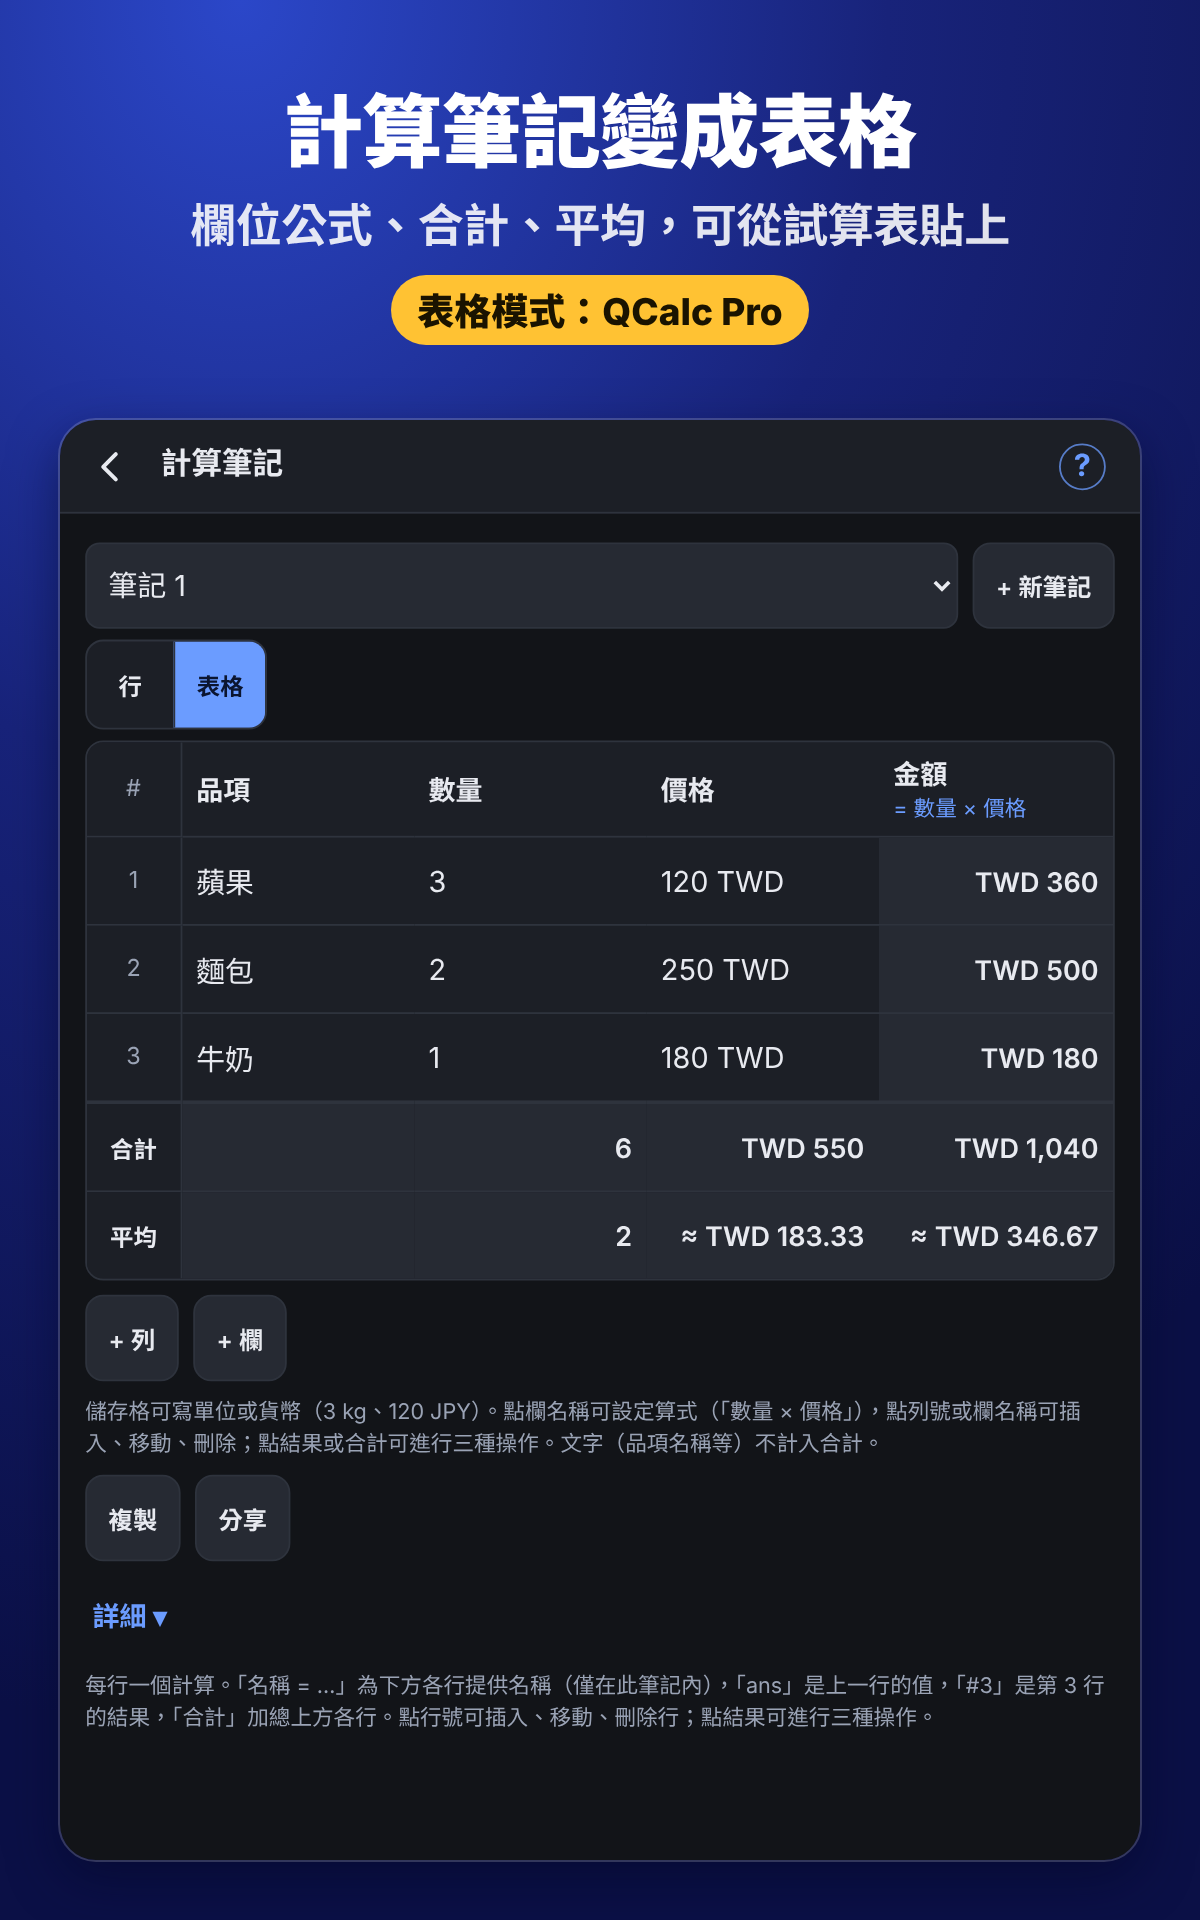 計算筆記變成表格
欄位公式、合計、平均，可從試算表貼上
表格模式：QCalc Pro
計算筆記
?
筆記 1
+ 新筆記
行 表格
# 品項 數量 價格 金額
= 數量 × 價格
1 蘋果 3 120 TWD TWD 360
2 麵包 2 250 TWD TWD 500
3 牛奶 1 180 TWD TWD 180
合計 6 TWD 550 TWD 1,040
平均 2 ≈ TWD 183.33 ≈ TWD 346.67
+ 列 + 欄
儲存格可寫單位或貨幣（3 kg、120 JPY）。點欄名稱可設定算式（「數量 × 價格」），點列號或欄名稱可插
入、移動、刪除；點結果或合計可進行三種操作。文字（品項名稱等）不計入合計。
複製 分享
詳細 ▾
每行一個計算。「名稱 = …」為下方各行提供名稱（僅在此筆記內），「ans」是上一行的值，「#3」是第 3 行
的結果，「合計」加總上方各行。點行號可插入、移動、刪除行；點結果可進行三種操作。